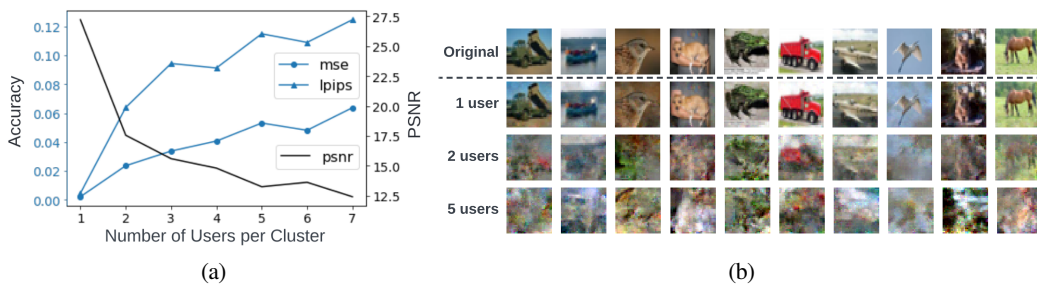 0.12
0.10
0.08
0.06
0.04
0.02
0.00
Accuracy
27.5
25.0
22.5
20.0
17.5
15.0
12.5
PSNR
mse
lpips
psnr
1 2 3 4 5 6 7
Number of Users per Cluster
(a)
Original
1 user
2 users
5 users
(b)